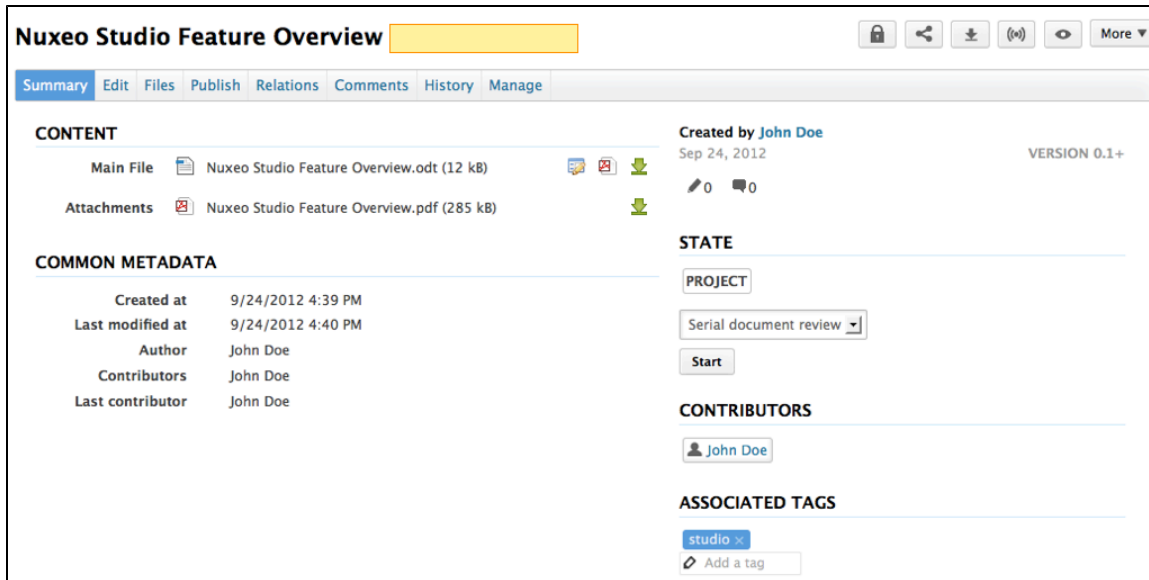 Nuxeo Studio Feature Overview
More ▼
Summary Edit Files Publish Relations Comments History Manage
CONTENT
Main File Nuxeo Studio Feature Overview.odt (12 kB)
Attachments Nuxeo Studio Feature Overview.pdf (285 kB)
COMMON METADATA
Created at 9/24/2012 4:39 PM
Last modified at 9/24/2012 4:40 PM
Author John Doe
Contributors John Doe
Last contributor John Doe
Created by John Doe
Sep 24, 2012 VERSION 0.1+
0 0
STATE
PROJECT
Serial document review
Start
CONTRIBUTORS
John Doe
ASSOCIATED TAGS
studio ×
Add a tag